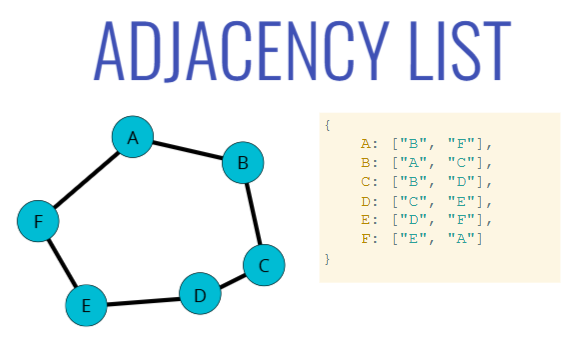 ADJACENCY LIST
A
B
F
C
D
E
{
A: ["B", "F"],
B: ["A", "C"],
C: ["B", "D"],
D: ["C", "E"],
E: ["D", "F"],
F: ["E", "A"]
}